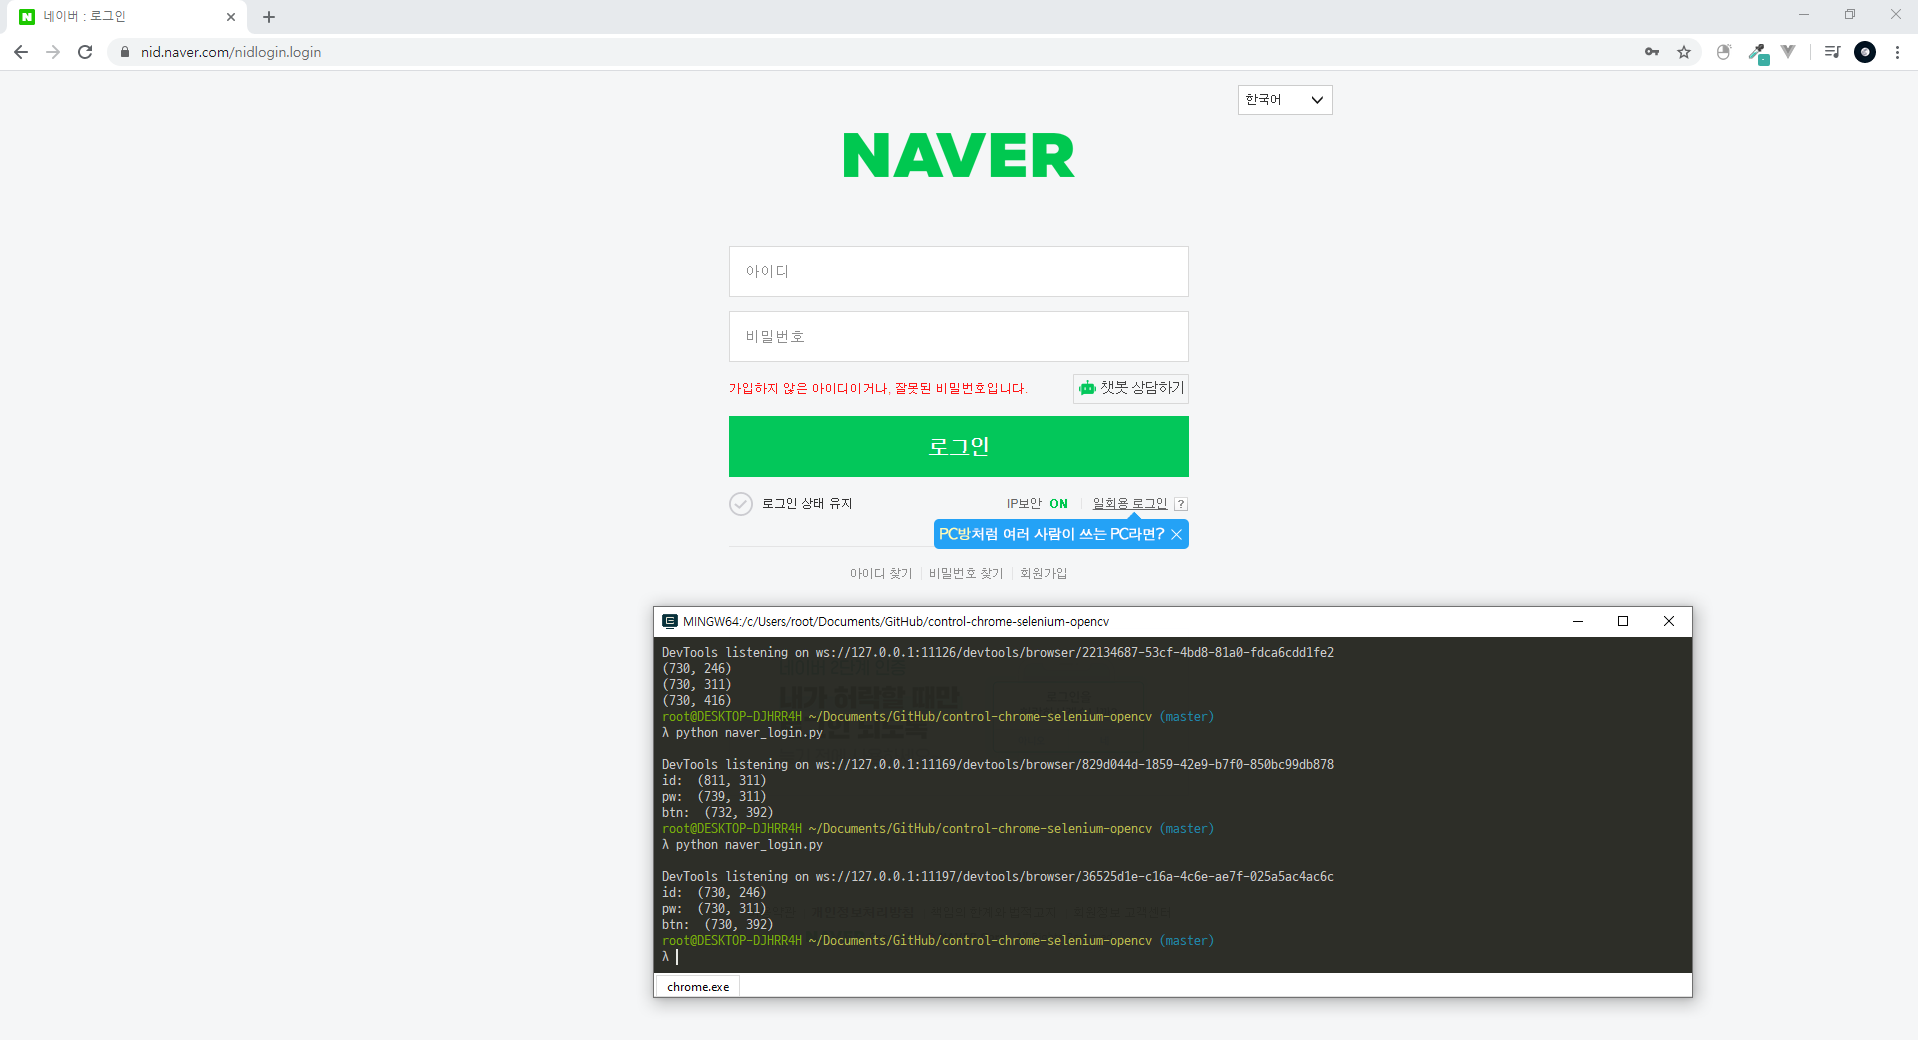 네이버 : 로그인
nid.naver.com/nidlogin.login
한국어
NAVER
아이디
비밀번호
가입하지 않은 아이디이거나, 잘못된 비밀번호입니다.
챗봇 상담하기
로그인
로그인 상태 유지
IP보안 ON
일회용 로그인 ?
PC방처럼 여러 사람이 쓰는 PC라면?
아이디 찾기 비밀번호 찾기 회원가입
MINGW64:/c/Users/root/Documents/GitHub/control-chrome-selenium-opencv
DevTools listening on ws://127.0.0.1:11126/devtools/browser/22134687-53cf-4bd8-81a0-fdca6cdd1fe2
(730, 246)
(730, 311)
(730, 416)
root@DESKTOP-DJHRR4H ~/Documents/GitHub/control-chrome-selenium-opencv (master)
λ python naver_login.py
DevTools listening on ws://127.0.0.1:11169/devtools/browser/829d044d-1859-42e9-b7f0-850bc99db878
id:  (811, 311)
pw:  (739, 311)
btn:  (732, 392)
root@DESKTOP-DJHRR4H ~/Documents/GitHub/control-chrome-selenium-opencv (master)
λ python naver_login.py
DevTools listening on ws://127.0.0.1:11197/devtools/browser/36525d1e-c16a-4c6e-ae7f-025a5ac4ac6c
id:  (730, 246)
pw:  (730, 311)
btn:  (730, 392)
root@DESKTOP-DJHRR4H ~/Documents/GitHub/control-chrome-selenium-opencv (master)
λ
chrome.exe